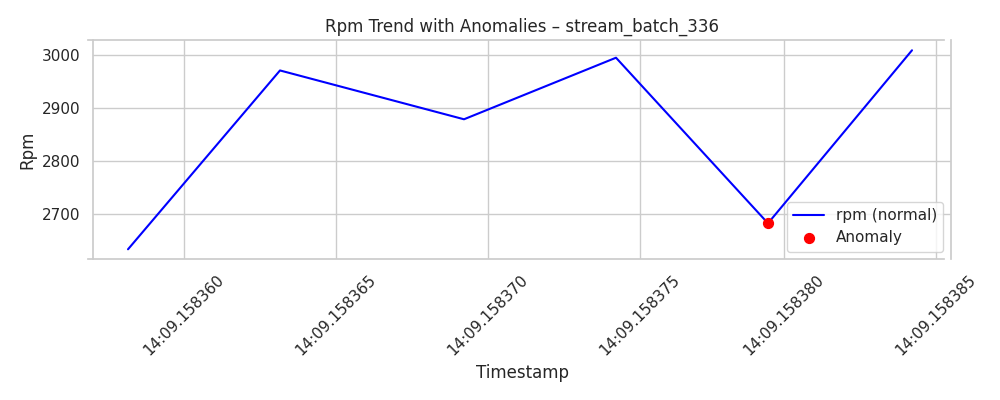 Rpm Trend with Anomalies – stream_batch_336
Rpm
3000
2900
2800
2700
rpm (normal)
Anomaly
14:09.158360
14:09.158365
14:09.158370
14:09.158375
14:09.158380
14:09.158385
Timestamp